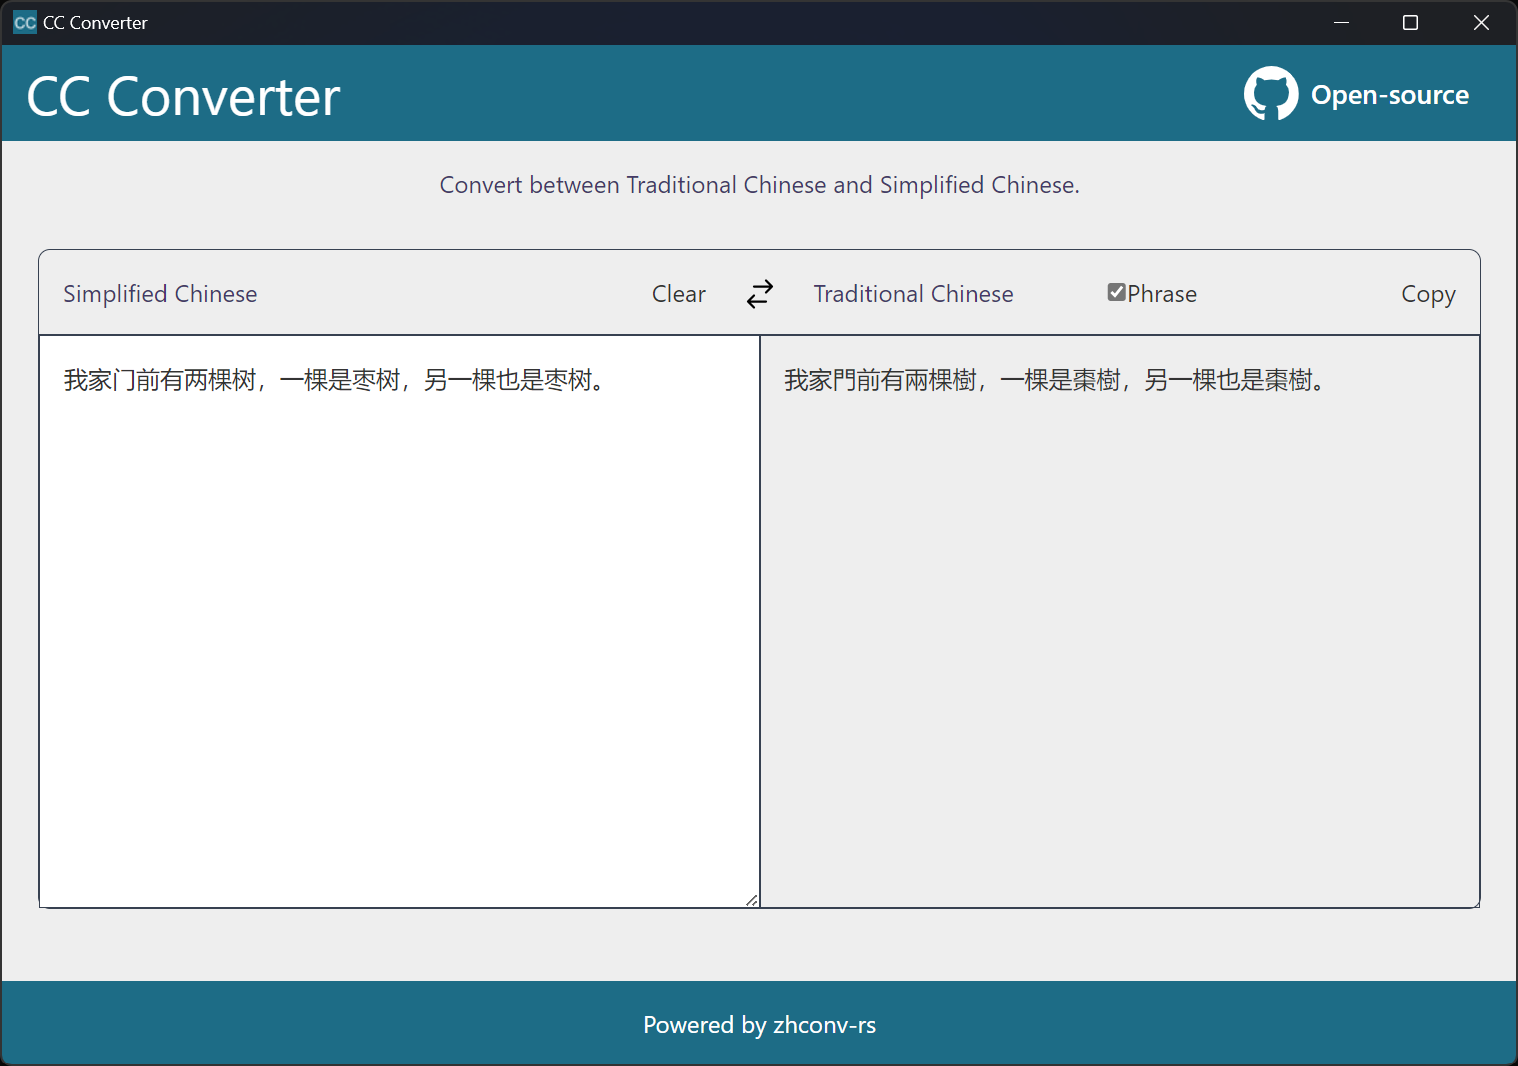 CC CC Converter
CC Converter
Open-source
Convert between Traditional Chinese and Simplified Chinese.
Simplified Chinese
Clear
Traditional Chinese
Phrase
Copy
我家门前有两棵树，一棵是枣树，另一棵也是枣树。
我家門前有兩棵樹，一棵是棗樹，另一棵也是棗樹。
Powered by zhconv-rs